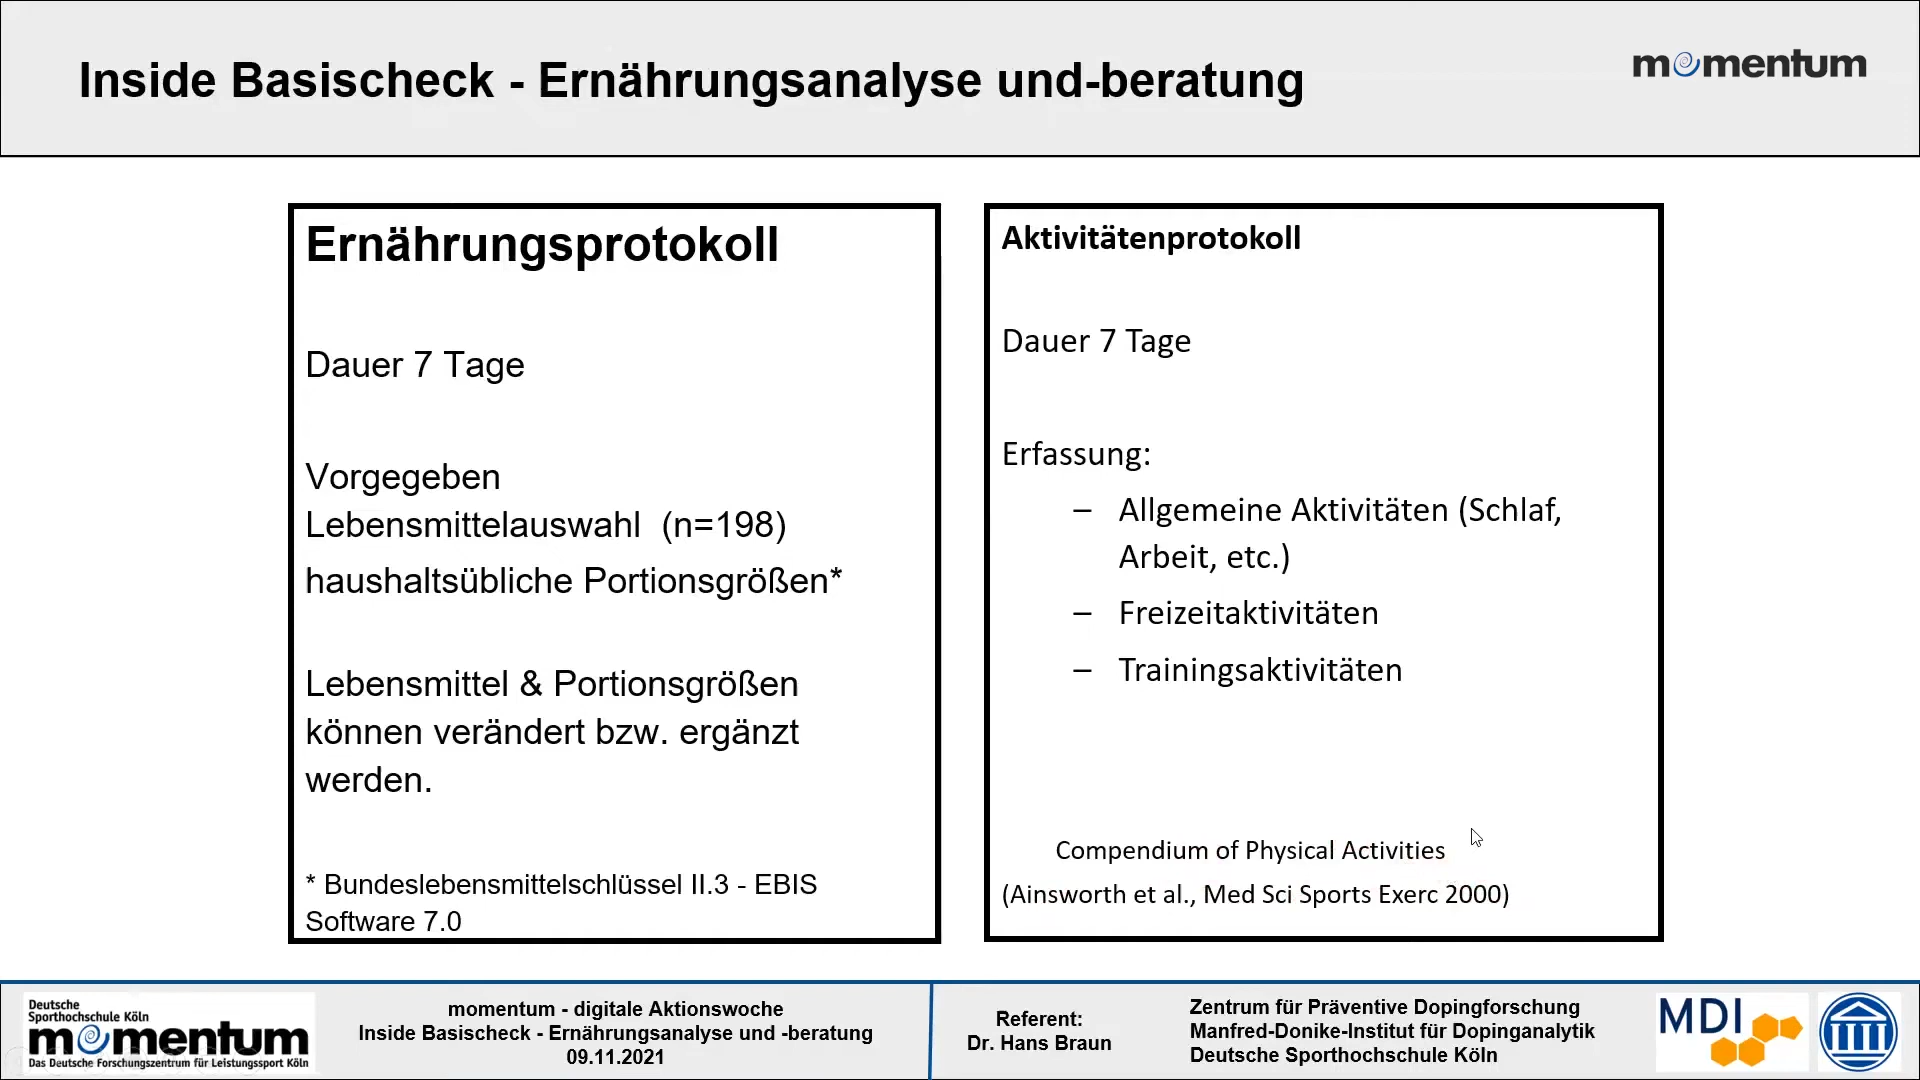 Inside Basischeck - Ernährungsanalyse und-beratung
momentum
Ernährungsprotokoll
Dauer 7 Tage
Vorgegeben
Lebensmittelauswahl (n=198)
haushaltsübliche Portionsgrößen*
Lebensmittel & Portionsgrößen
können verändert bzw. ergänzt
werden.
* Bundeslebensmittelschlüssel II.3 - EBIS
Software 7.0
Aktivitätenprotokoll
Dauer 7 Tage
Erfassung:
– Allgemeine Aktivitäten (Schlaf,
Arbeit, etc.)
– Freizeitaktivitäten
– Trainingsaktivitäten
Compendium of Physical Activities
(Ainsworth et al., Med Sci Sports Exerc 2000)
Deutsche
Sporthochschule Köln
momentum
Das Deutsche Forschungszentrum für Leistungssport Köln
momentum - digitale Aktionswoche
Inside Basischeck - Ernährungsanalyse und -beratung
09.11.2021
Referent:
Dr. Hans Braun
Zentrum für Präventive Dopingforschung
Manfred-Donike-Institut für Dopinganalytik
Deutsche Sporthochschule Köln
MDI